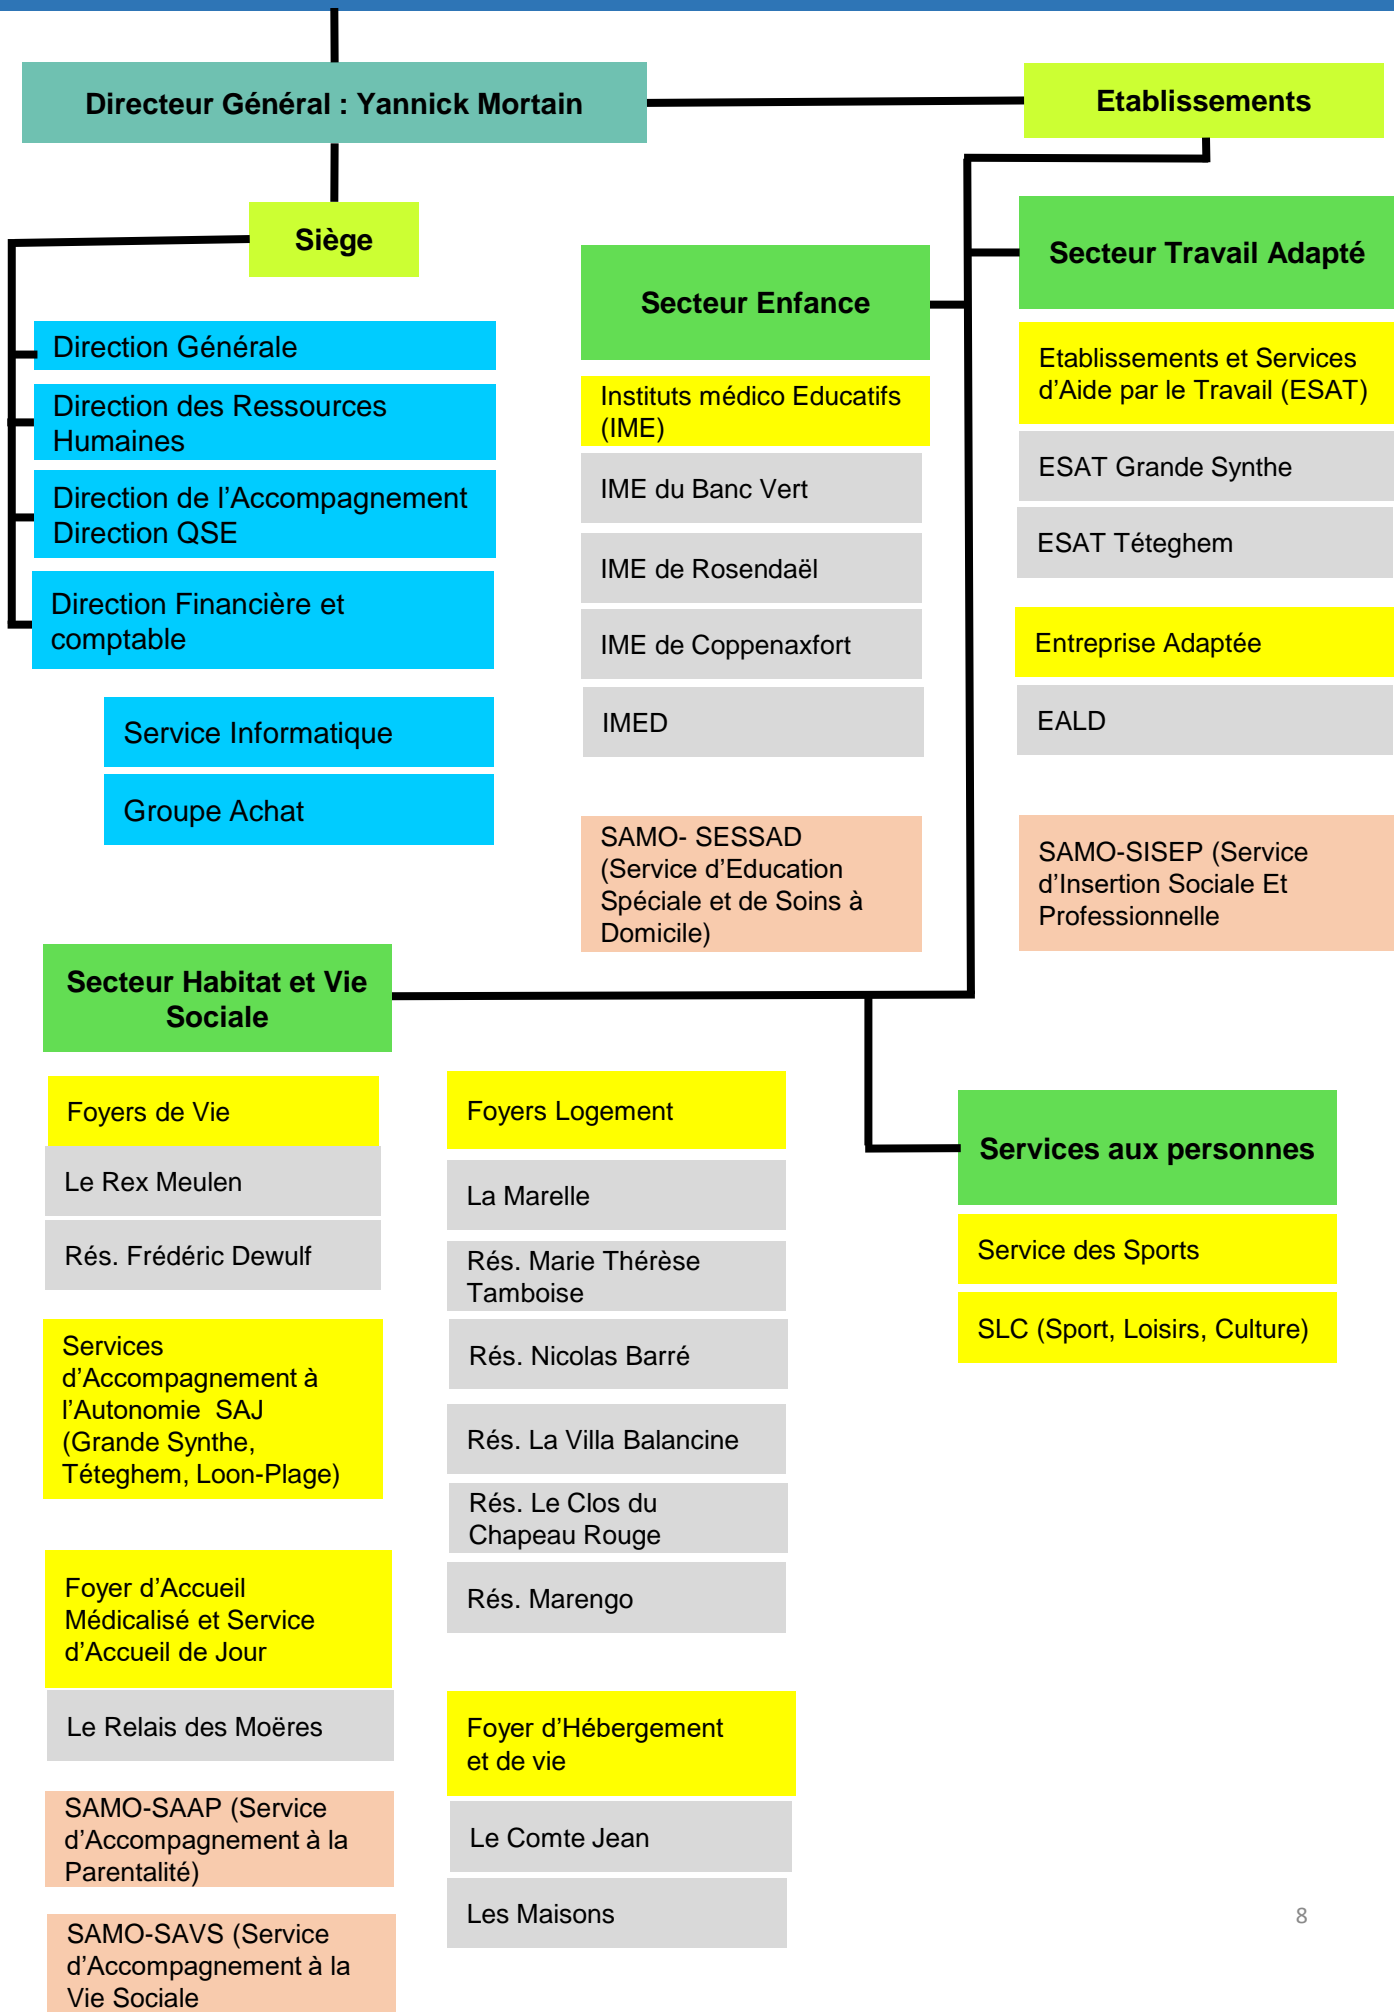 Directeur Général : Yannick Mortain
Etablissements
Siège
Direction Générale
Direction des Ressources
Humaines
Direction de l’Accompagnement
Direction QSE
Direction Financière et
comptable
Service Informatique
Groupe Achat
Secteur Enfance
Instituts médico Educatifs
(IME)
IME du Banc Vert
IME de Rosendaël
IME de Coppenaxfort
IMED
SAMO- SESSAD
(Service d’Education
Spéciale et de Soins à
Domicile)
Secteur Travail Adapté
Etablissements et Services
d’Aide par le Travail (ESAT)
ESAT Grande Synthe
ESAT Téteghem
Entreprise Adaptée
EALD
SAMO-SISEP (Service
d’Insertion Sociale Et
Professionnelle
Secteur Habitat et Vie
Sociale
Foyers de Vie
Le Rex Meulen
Rés. Frédéric Dewulf
Services
d’Accompagnement à
l’Autonomie  SAJ
(Grande Synthe,
Téteghem, Loon-Plage)
Foyer d’Accueil
Médicalisé et Service
d’Accueil de Jour
Le Relais des Moëres
SAMO-SAAP (Service
d’Accompagnement à la
Parentalité)
SAMO-SAVS (Service
d’Accompagnement à la
Vie Sociale
Foyers Logement
La Marelle
Rés. Marie Thérèse
Tamboise
Rés. Nicolas Barré
Rés. La Villa Balancine
Rés. Le Clos du
Chapeau Rouge
Rés. Marengo
Foyer d’Hébergement
et de vie
Le Comte Jean
Les Maisons
Services aux personnes
Service des Sports
SLC (Sport, Loisirs, Culture)
8